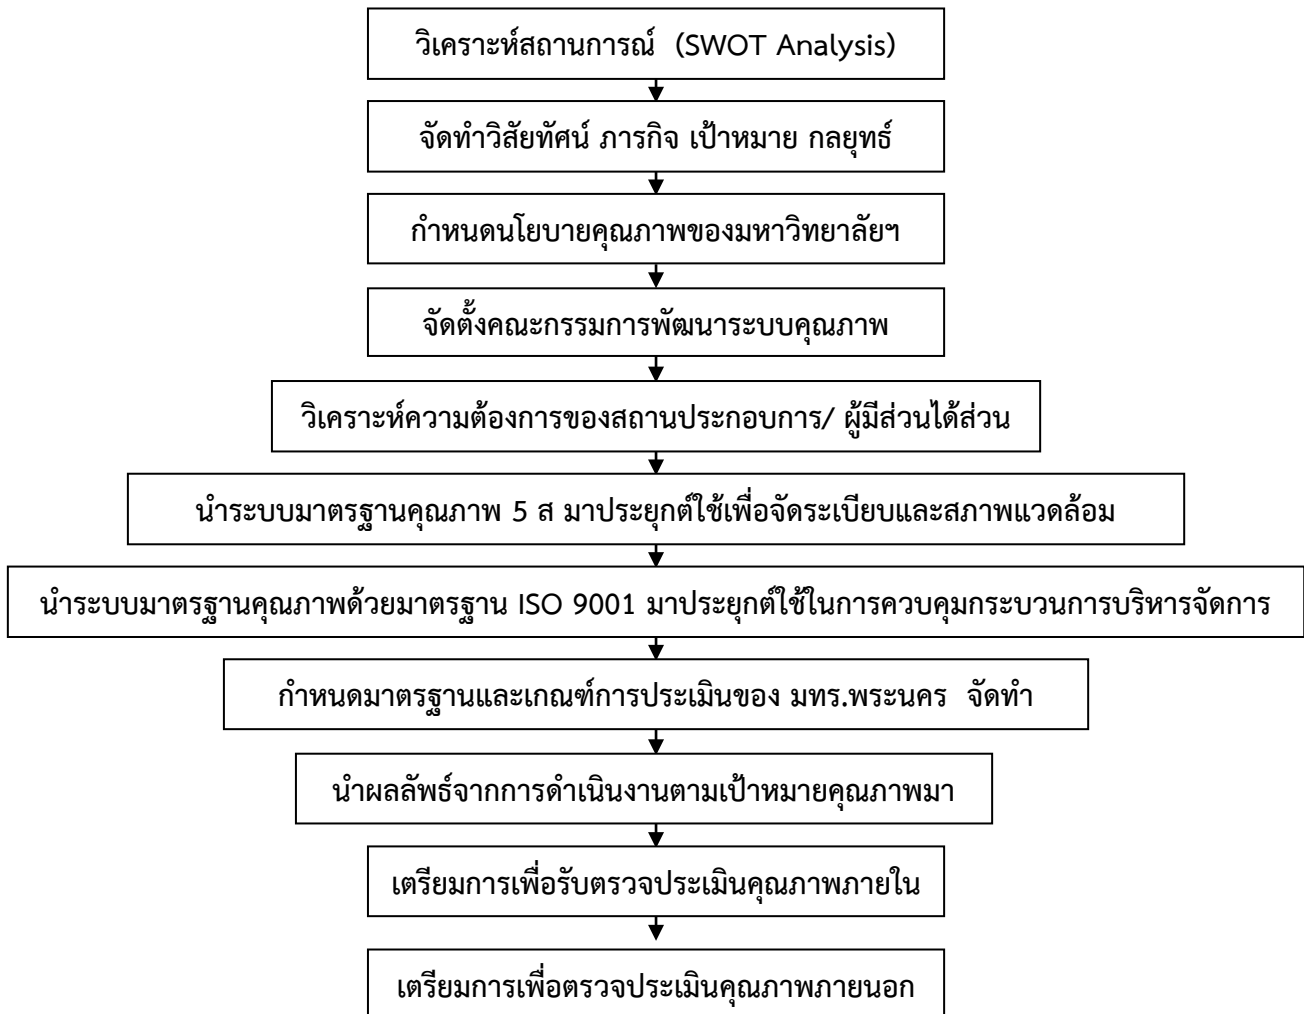 วิเคราะห์สถานการณ์  (SWOT Analysis)
จัดทำวิสัยทัศน์ ภารกิจ เป้าหมาย กลยุทธ์
กำหนดนโยบายคุณภาพของมหาวิทยาลัยฯ
จัดตั้งคณะกรรมการพัฒนาระบบคุณภาพ
วิเคราะห์ความต้องการของสถานประกอบการ/ ผู้มีส่วนได้ส่วน
นำระบบมาตรฐานคุณภาพ 5 ส มาประยุกต์ใช้เพื่อจัดระเบียบและสภาพแวดล้อม
นำระบบมาตรฐานคุณภาพด้วยมาตรฐาน ISO 9001 มาประยุกต์ใช้ในการควบคุมกระบวนการบริหารจัดการ
กำหนดมาตรฐานและเกณฑ์การประเมินของ มทร.พระนคร  จัดทำ
นำผลลัพธ์จากการดำเนินงานตามเป้าหมายคุณภาพมา
เตรียมการเพื่อรับตรวจประเมินคุณภาพภายใน
เตรียมการเพื่อตรวจประเมินคุณภาพภายนอก